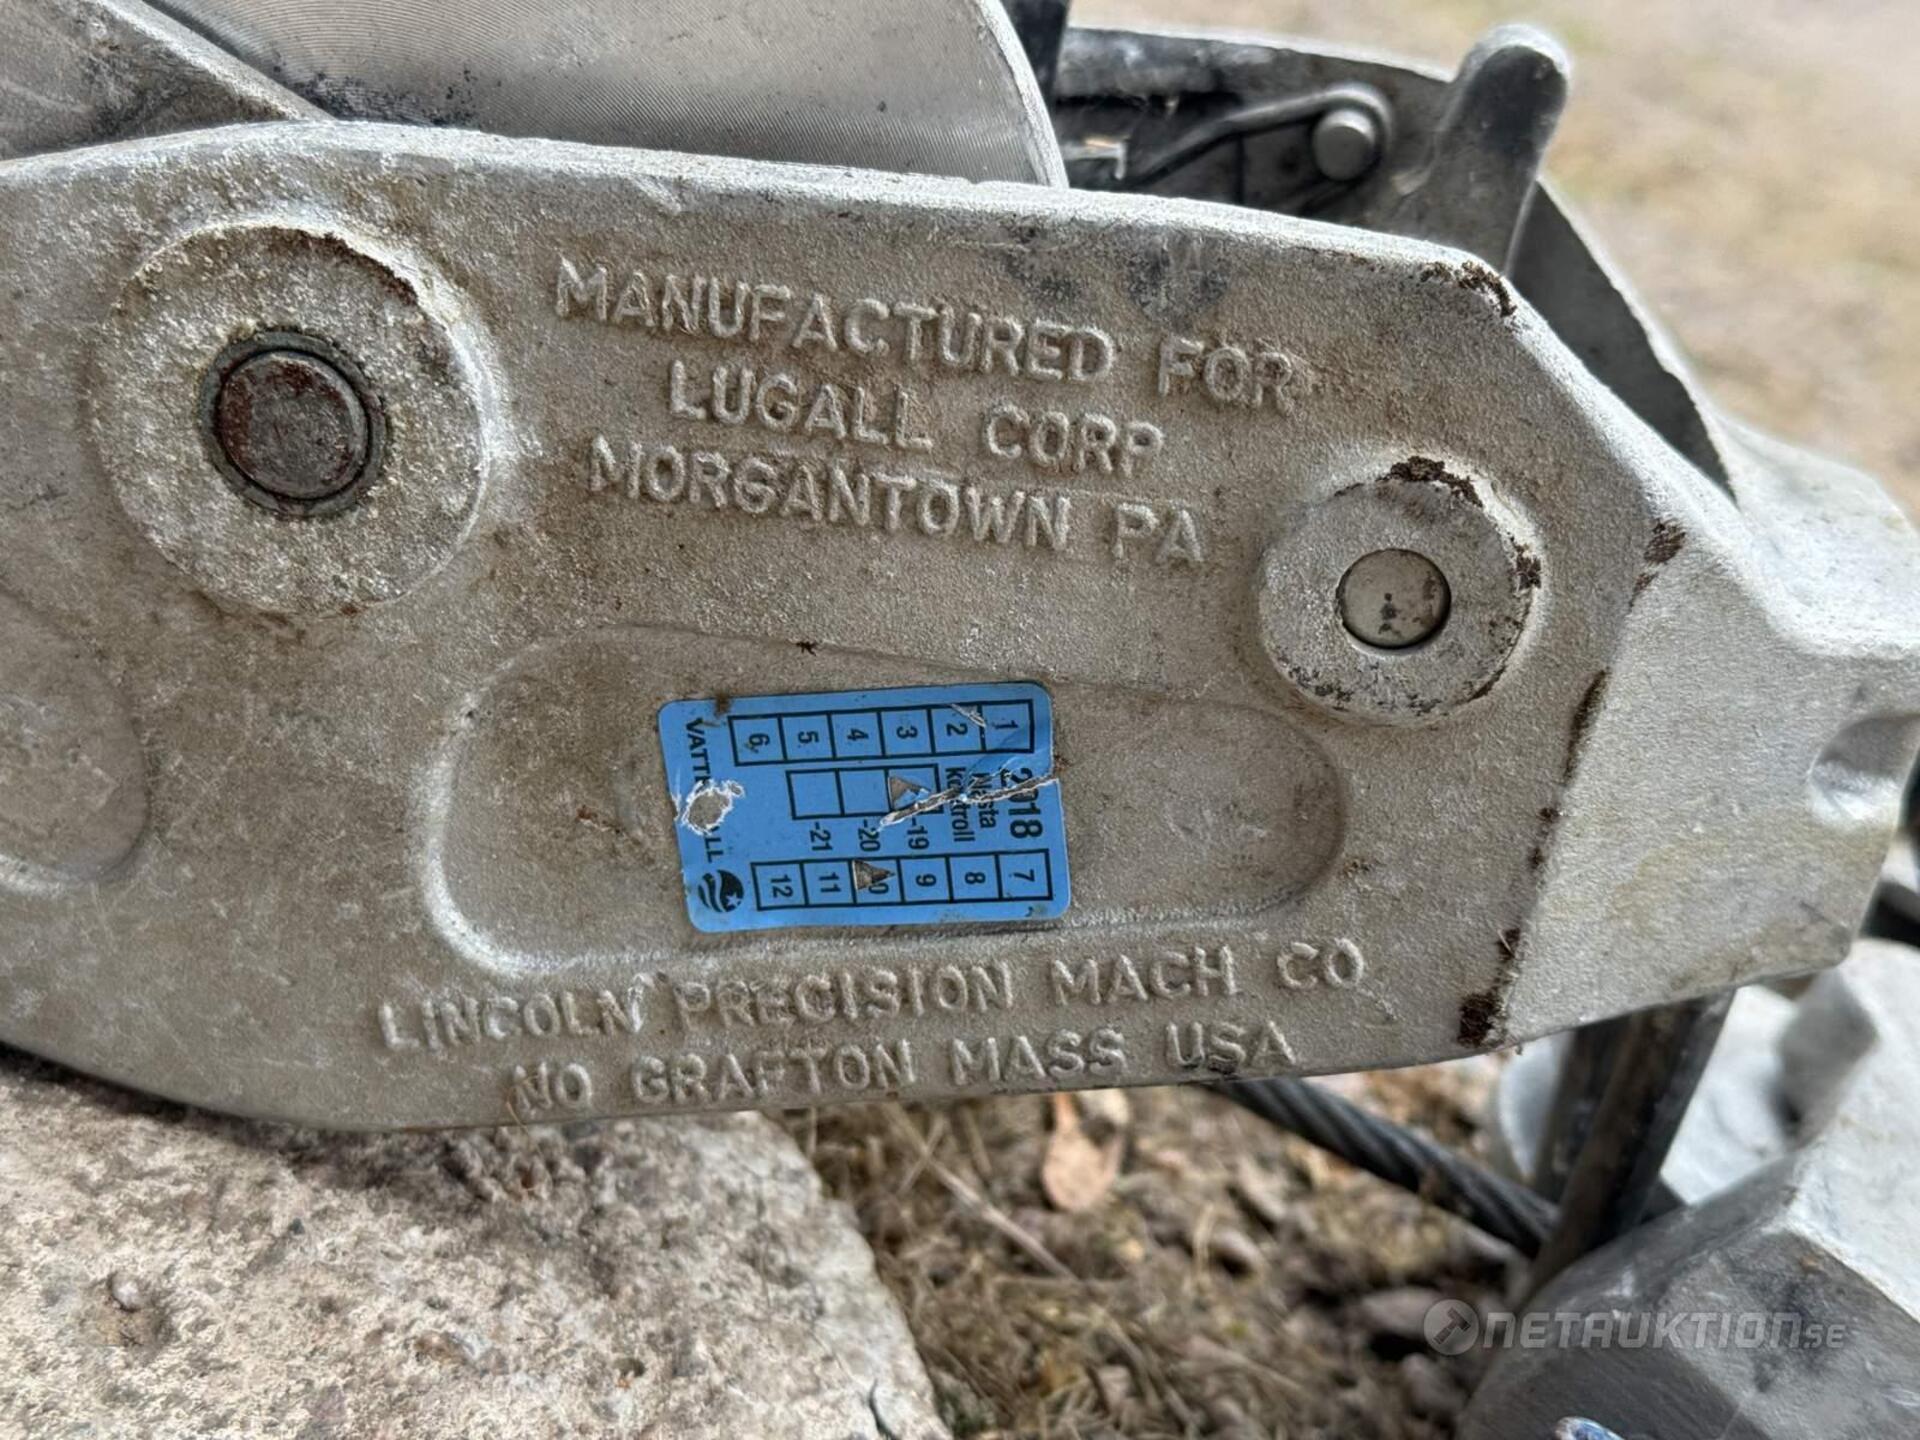 MANUFACTURED FOR
LUGALL CORP
MORGANTOWN PA
2018
Nästa
kontroll
1 2 3 4 5 6
-19 -20 -21
7 8 9 10 11 12
LINCOLN PRECISION MACH CO
NO GRAFTON MASS USA
NETAUKTION.SE